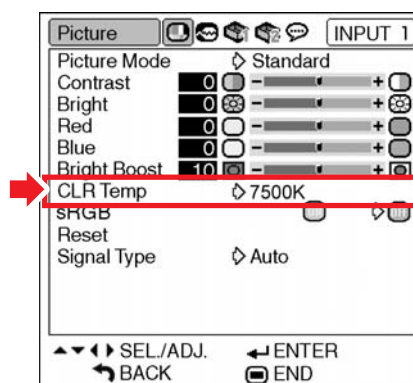 Picture INPUT 1
Picture Mode Standard
Contrast 0 - +
Bright 0 - +
Red 0 - +
Blue 0 - +
Bright Boost 10 - +
CLR Temp 7500K
sRGB
Reset
Signal Type Auto
SEL./ADJ. ENTER
BACK END